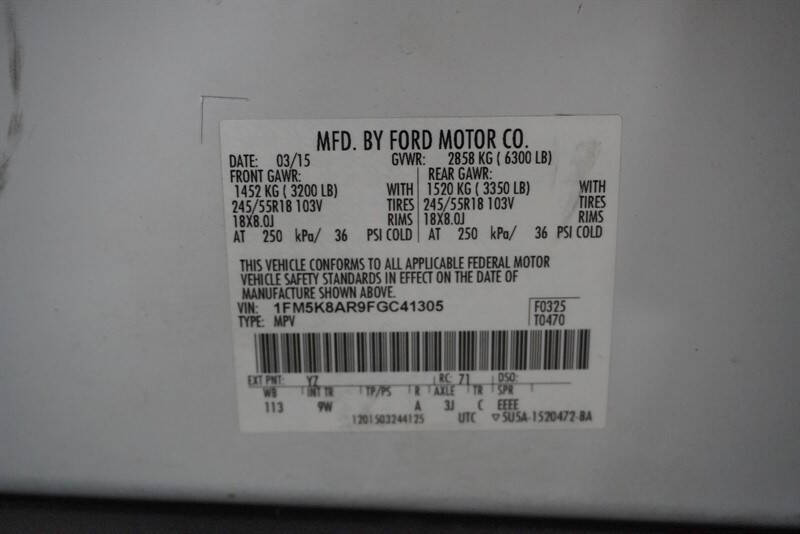 MFD. BY FORD MOTOR CO.
DATE: 03/15 GVWR: 2858 KG ( 6300 LB)
FRONT GAWR: REAR GAWR:
1452 KG ( 3200 LB) WITH 1520 KG ( 3350 LB) WITH
245/55R18 103V TIRES 245/55R18 103V TIRES
18X8.0J RIMS 18X8.0J RIMS
AT 250 kPa/ 36 PSI COLD AT 250 kPa/ 36 PSI COLD
THIS VEHICLE CONFORMS TO ALL APPLICABLE FEDERAL MOTOR
VEHICLE SAFETY STANDARDS IN EFFECT ON THE DATE OF
MANUFACTURE SHOWN ABOVE.
VIN: 1FM5K8AR9FGC41305 F0325
TYPE: MPV T0470
EXT PNT: YZ RC: 71 DSO:
WB INT TR TP/PS R AXLE TR SPR
113 9W A 3J C EEEE
1201503244125 UTC ▽5U5A-1520472-BA